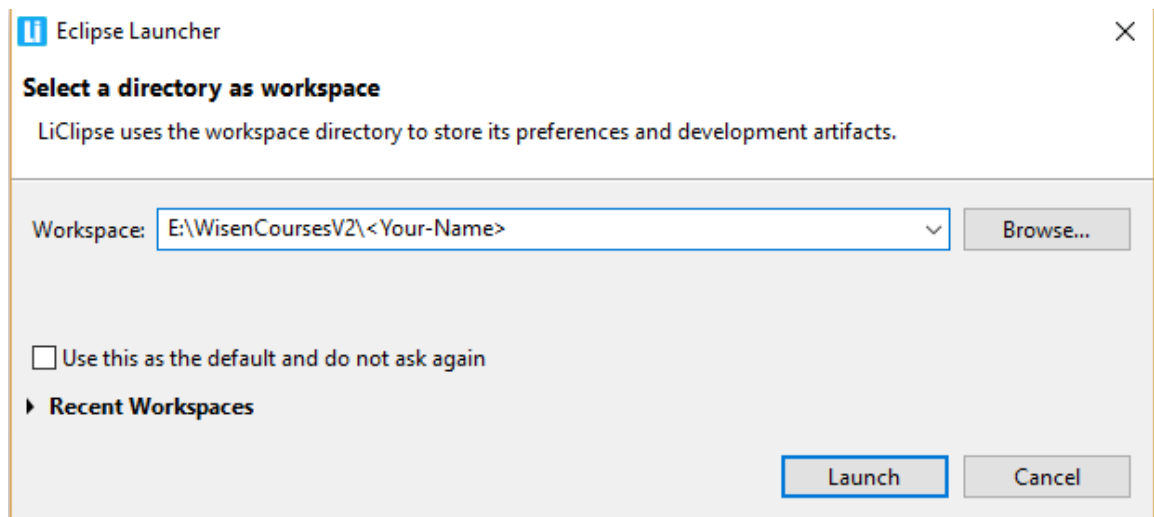 Li Eclipse Launcher
Select a directory as workspace
LiClipse uses the workspace directory to store its preferences and development artifacts.
Workspace: E:\WisenCoursesV2\<Your-Name> Browse...
Use this as the default and do not ask again
Recent Workspaces
Launch Cancel